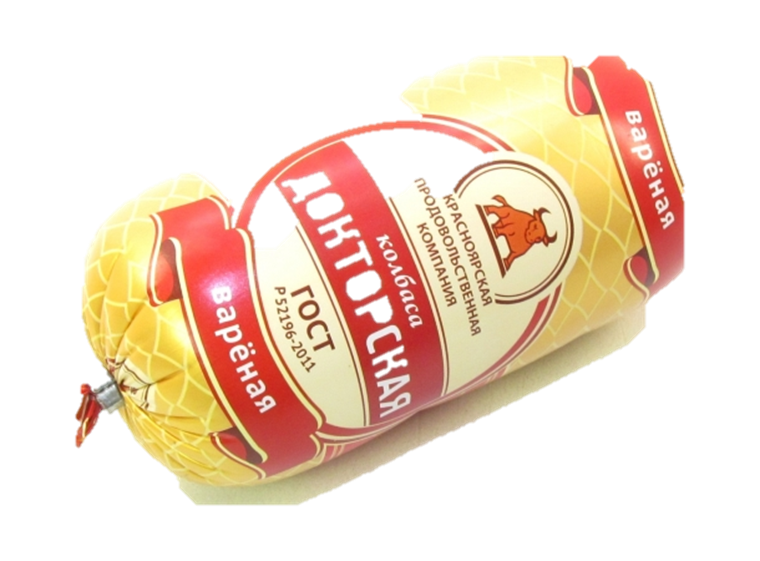 варёная
КРАСНОЯРСКАЯ
ПРОДОВОЛЬСТВЕННАЯ
КОМПАНИЯ
колбаса
ДОКТОРСКАЯ
ГОСТ
Р 52196-2011
варёная